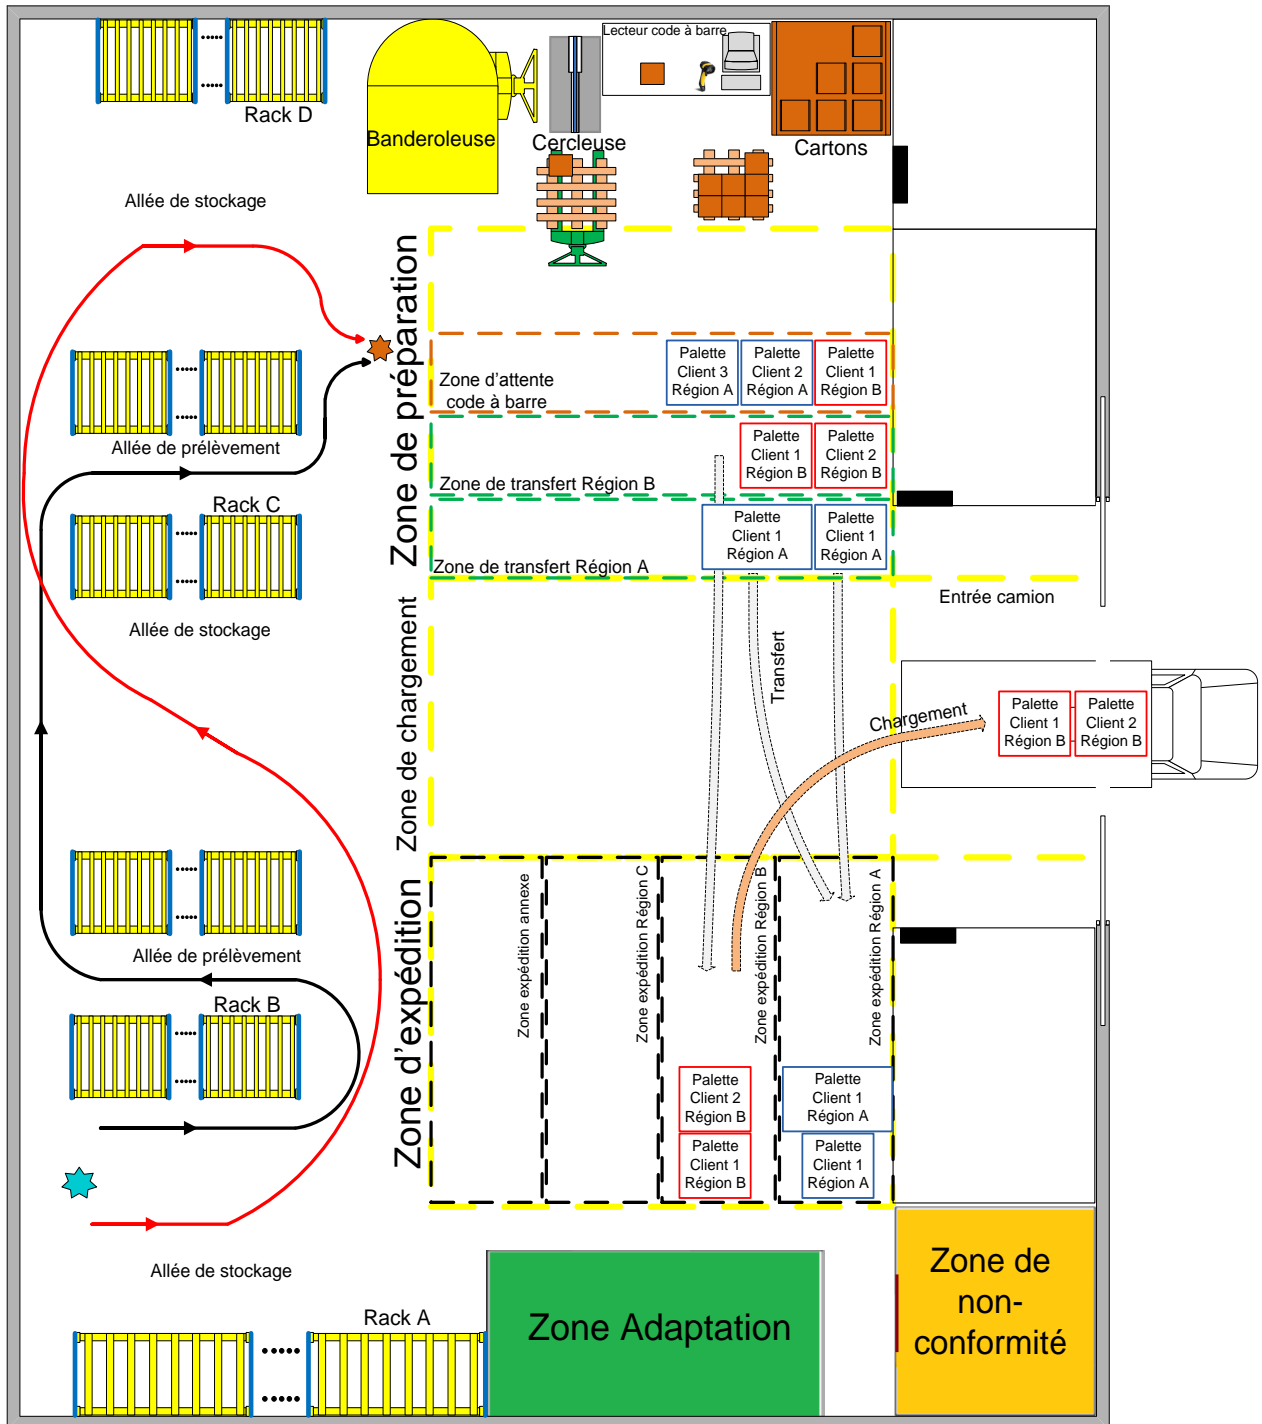 Lecteur code à barre
Rack D
Banderoleuse
Cercleuse
Cartons
Allée de stockage
Zone de préparation
Palette
Client 3
Région A
Palette
Client 2
Région A
Palette
Client 1
Région B
Zone d'attente
code à barre
Allée de prélèvement
Palette
Client 1
Région B
Palette
Client 2
Région B
Zone de transfert Région B
Rack C
Palette
Client 1
Région A
Palette
Client 1
Région A
Zone de transfert Région A
Entrée camion
Allée de stockage
Zone de chargement
Transfert
Chargement
Palette
Client 1
Région B
Palette
Client 2
Région B
Zone d'expédition
Zone expédition annexe
Zone expédition Région C
Zone expédition Région B
Zone expédition Région A
Allée de prélèvement
Rack B
Palette
Client 2
Région B
Palette
Client 1
Région A
Palette
Client 1
Région B
Palette
Client 1
Région A
Allée de stockage
Rack A
Zone Adaptation
Zone de
non-
conformité